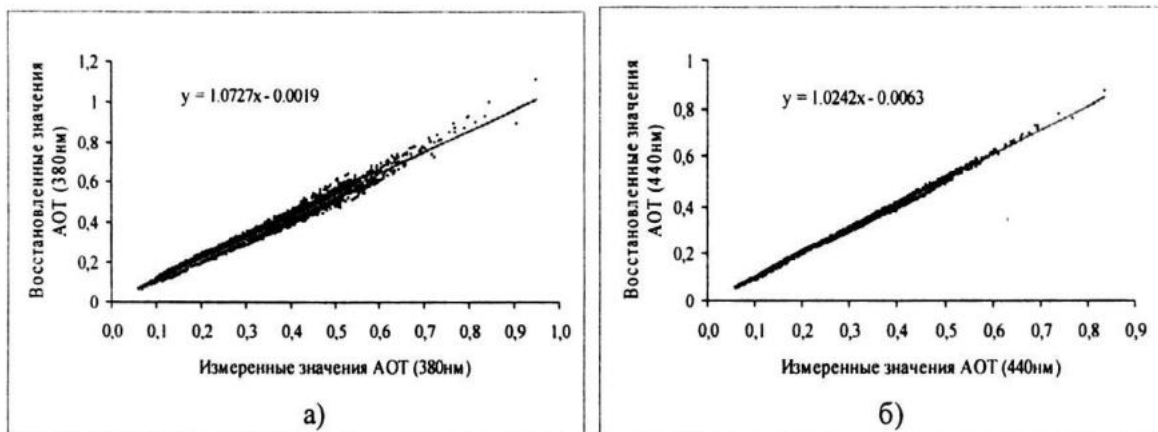 Восстановленные значения
АОТ (380нм)
1,2
1
0,8
0,6
0,4
0,2
0
y = 1.0727x - 0.0019
0,0 0,1 0,2 0,3 0,4 0,5 0,6 0,7 0,8 0,9 1,0
Измеренные значения АОТ (380нм)
а)
Восстановленные значения
АОТ (440нм)
1
0,8
0,6
0,4
0,2
0
y = 1.0242x - 0.0063
0,0 0,1 0,2 0,3 0,4 0,5 0,6 0,7 0,8 0,9
Измеренные значения АОТ (440нм)
б)